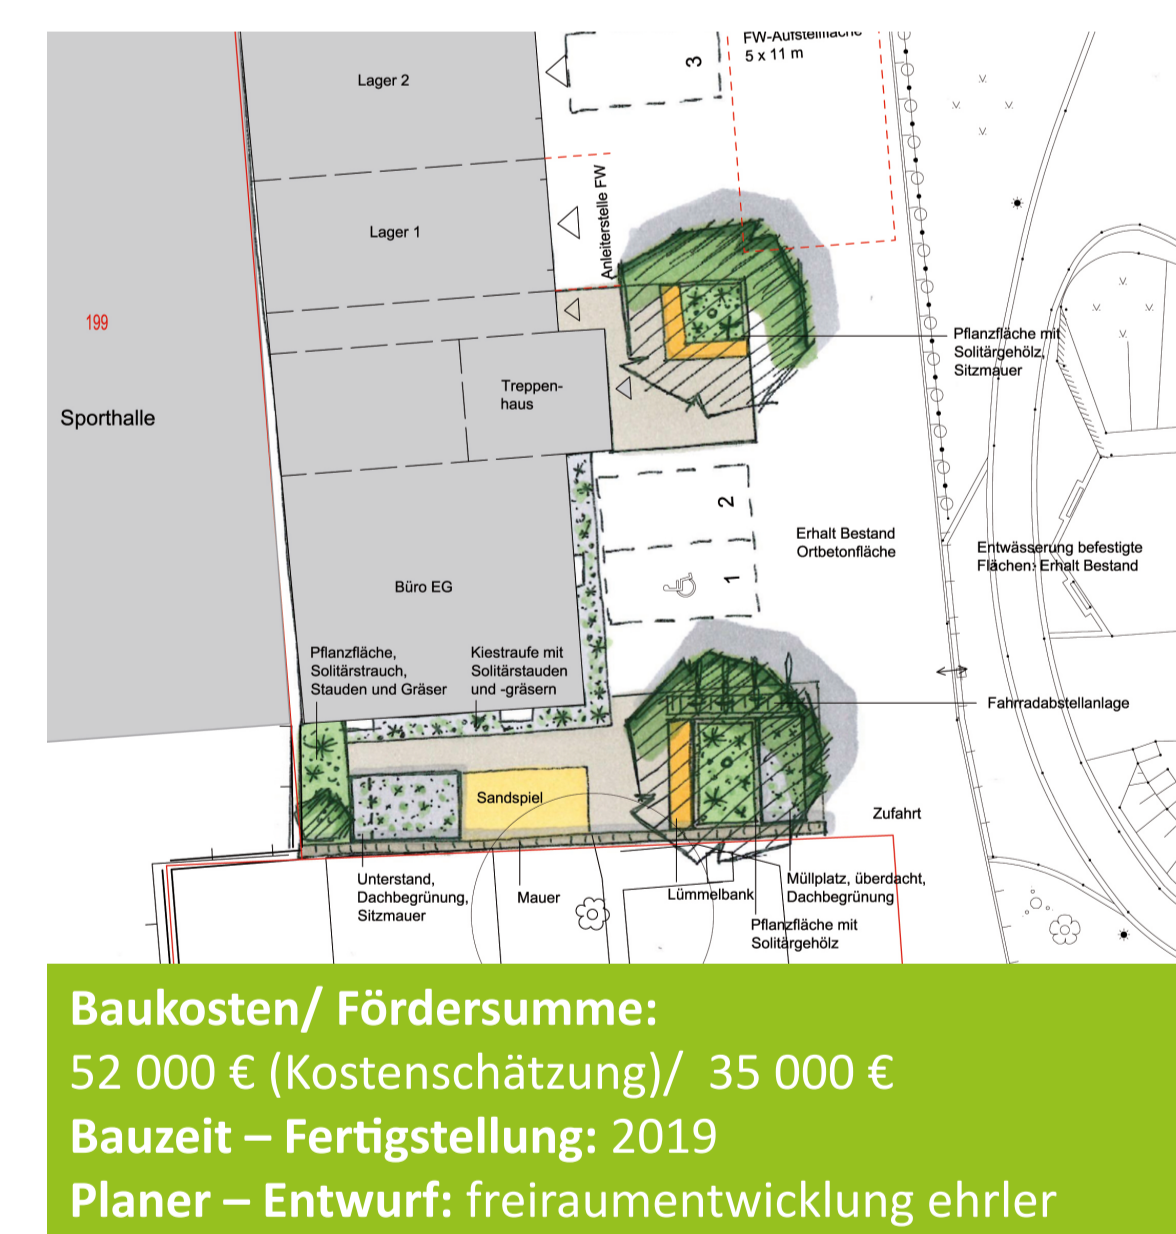 FW-Aufstellfläche
5 x 11 m
3
Lager 2
Anleiterstelle FW
Lager 1
199
Sporthalle
Treppen-
haus
Pflanzfläche mit
Solitärgehölz,
Sitzmauer
2
1
Erhalt Bestand
Ortbetonfläche
Entwässerung befestigte
Flächen: Erhalt Bestand
Büro EG
Pflanzfläche,
Solitärstrauch,
Stauden und Gräser
Kiestraufe mit
Solitärstauden
und -gräsern
Fahrradabstellanlage
Sandspiel
Zufahrt
Unterstand,
Dachbegrünung,
Sitzmauer
Mauer
Lümmelbank
Müllplatz, überdacht,
Dachbegrünung
Pflanzfläche mit
Solitärgehölz
Baukosten/ Fördersumme:
52 000 € (Kostenschätzung)/ 35 000 €
Bauzeit – Fertigstellung: 2019
Planer – Entwurf: freiraumentwicklung ehrler